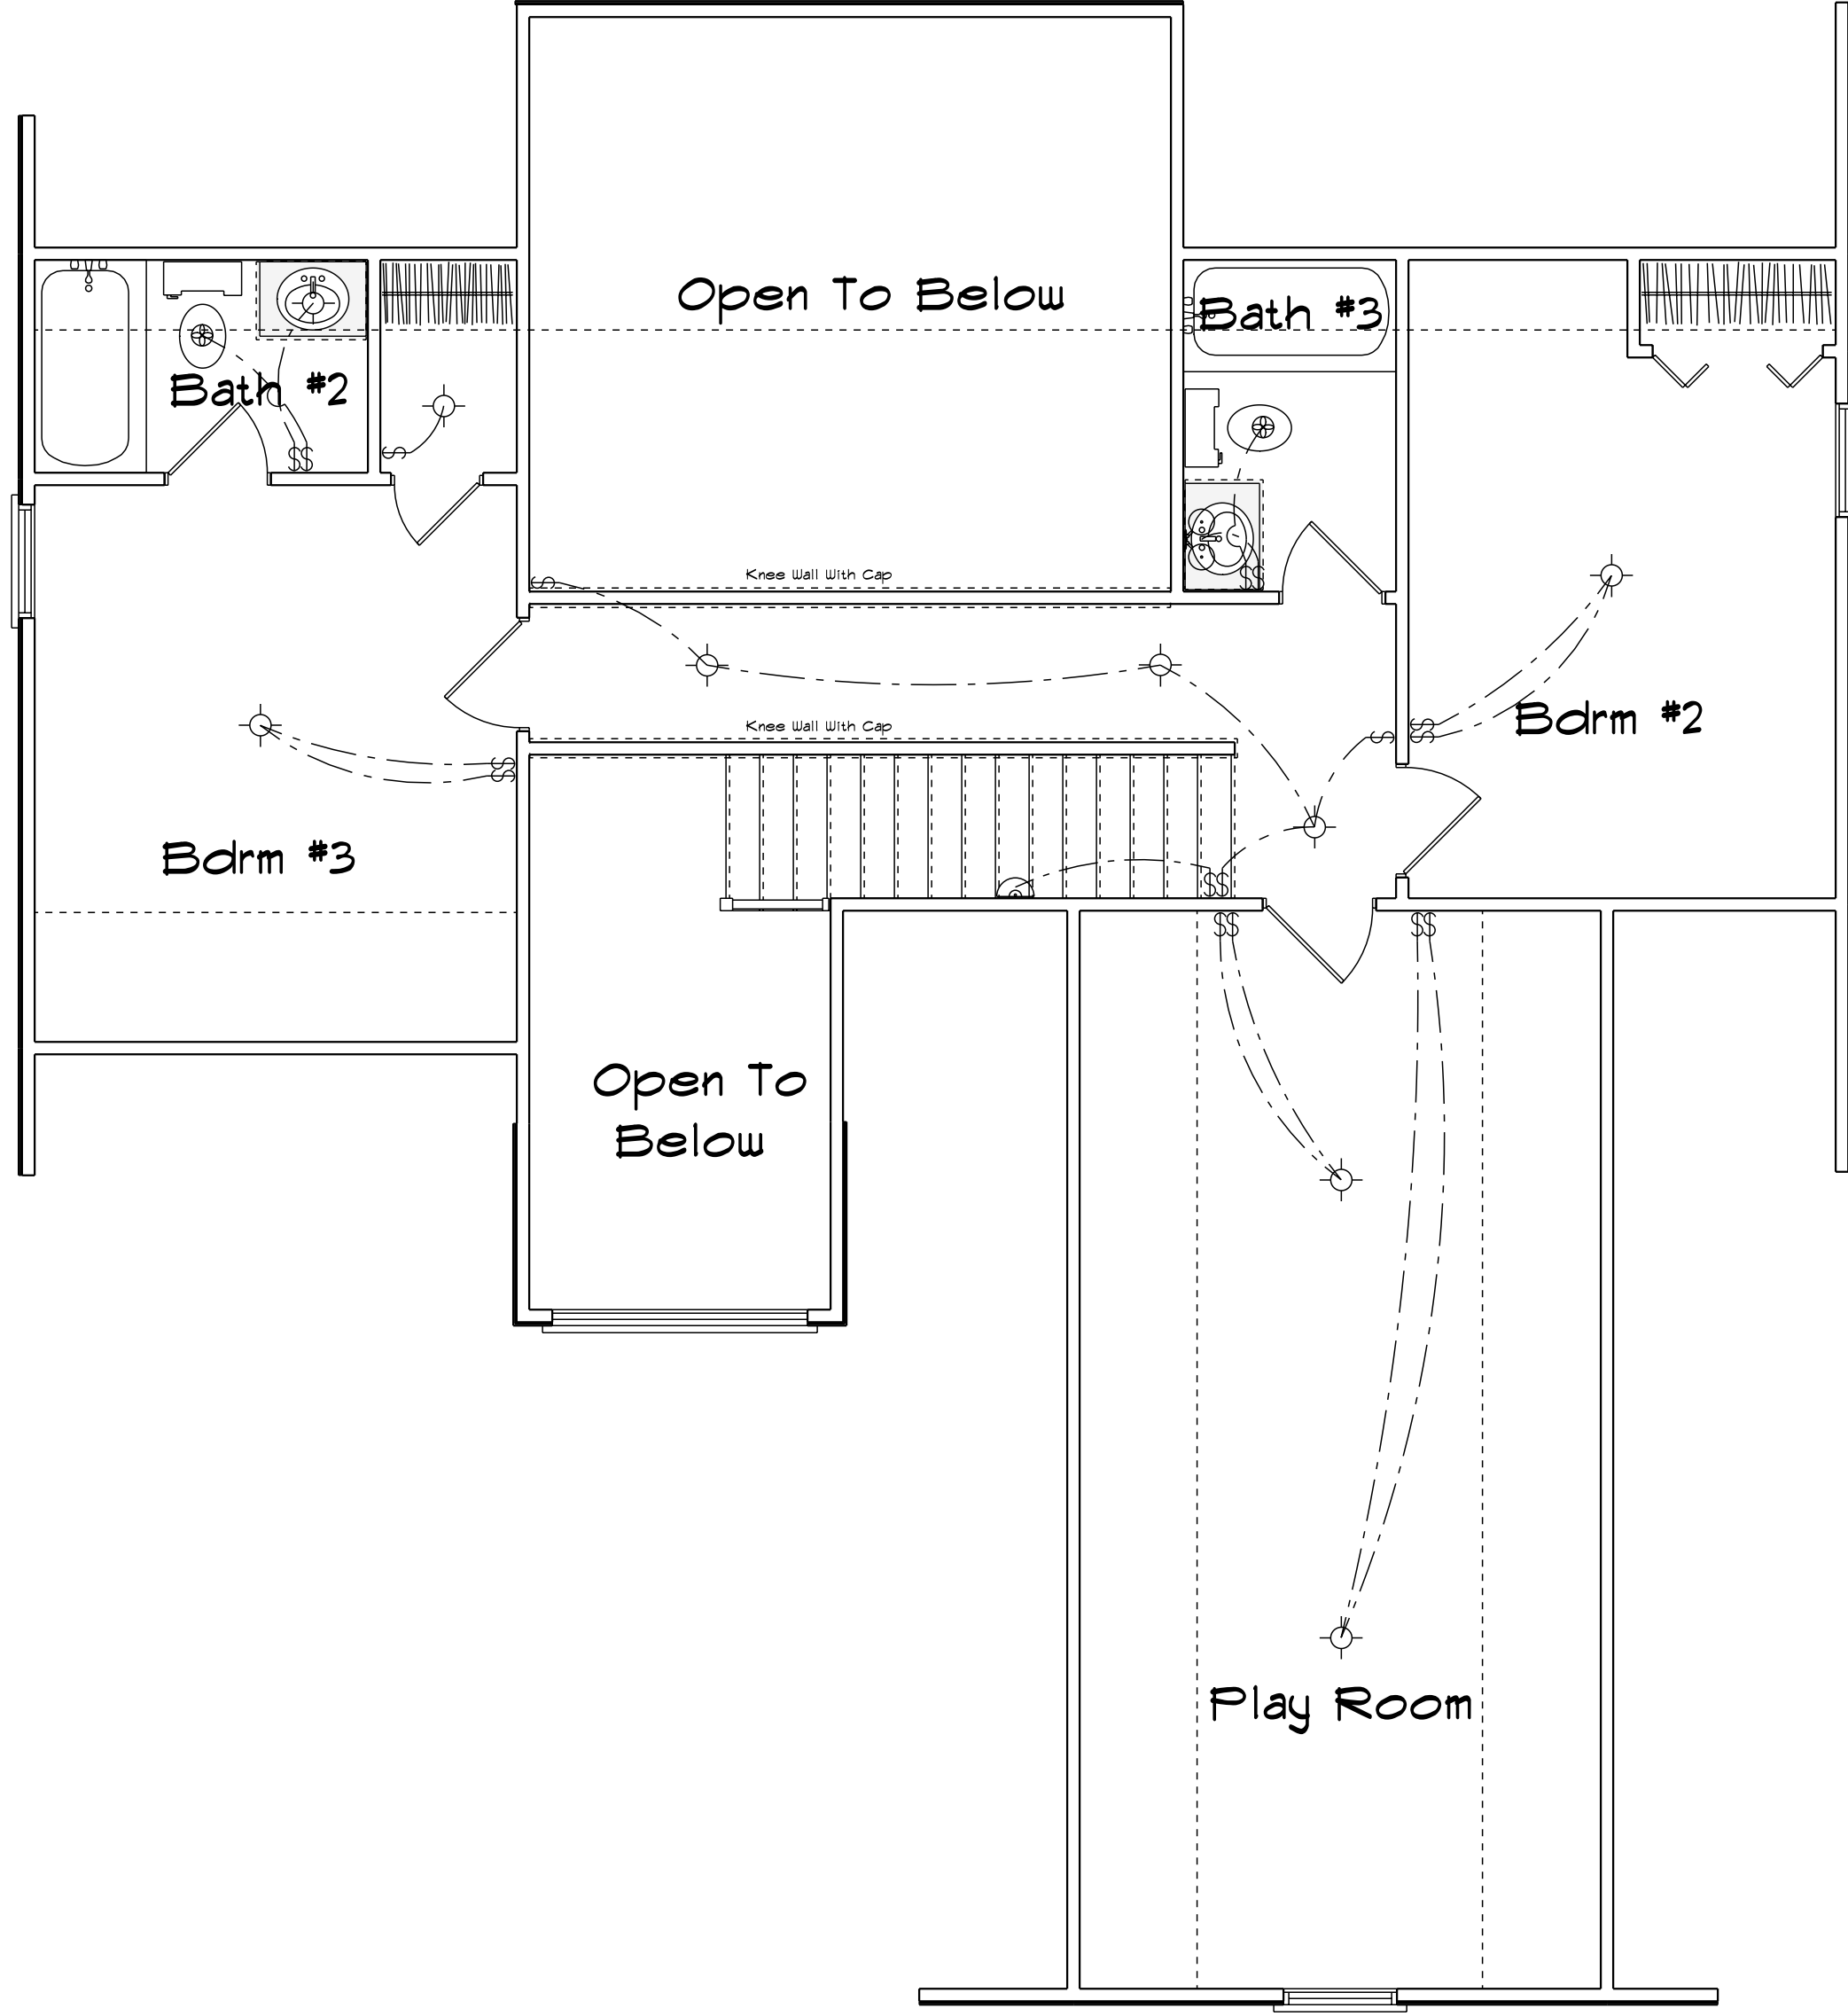 Open To Below
Bath #3
Bath #2
Knee Wall With Cap
Bdrm #2
Knee Wall With Cap
Bdrm #3
Open To
Below
Play Room